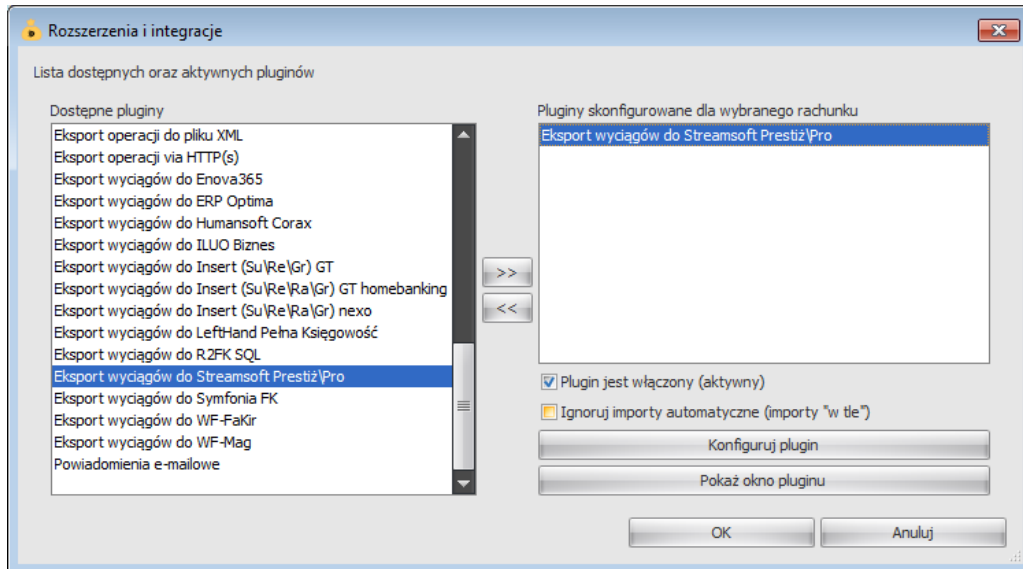 Rozszerzenia i integracje
Lista dostępnych oraz aktywnych pluginów
Dostępne pluginy
Eksport operacji do pliku XML
Eksport operacji via HTTP(s)
Eksport wyciągów do Enova365
Eksport wyciągów do ERP Optima
Eksport wyciągów do Humansoft Corax
Eksport wyciągów do ILUO Biznes
Eksport wyciągów do Insert (Su\Re\Gr) GT
Eksport wyciągów do Insert (Su\Re\Ra\Gr) GT homebanking
Eksport wyciągów do Insert (Su\Re\Ra\Gr) nexo
Eksport wyciągów do LeftHand Pełna Księgowość
Eksport wyciągów do R2FK SQL
Eksport wyciągów do Streamsoft Prestiż\Pro
Eksport wyciągów do Symfonia FK
Eksport wyciągów do WF-FaKir
Eksport wyciągów do WF-Mag
Powiadomienia e-mailowe
>>
<<
Pluginy skonfigurowane dla wybranego rachunku
Eksport wyciągów do Streamsoft Prestiż\Pro
Plugin jest włączony (aktywny)
Ignoruj importy automatyczne (importy "w tle")
Konfiguruj plugin
Pokaż okno pluginu
OK
Anuluj